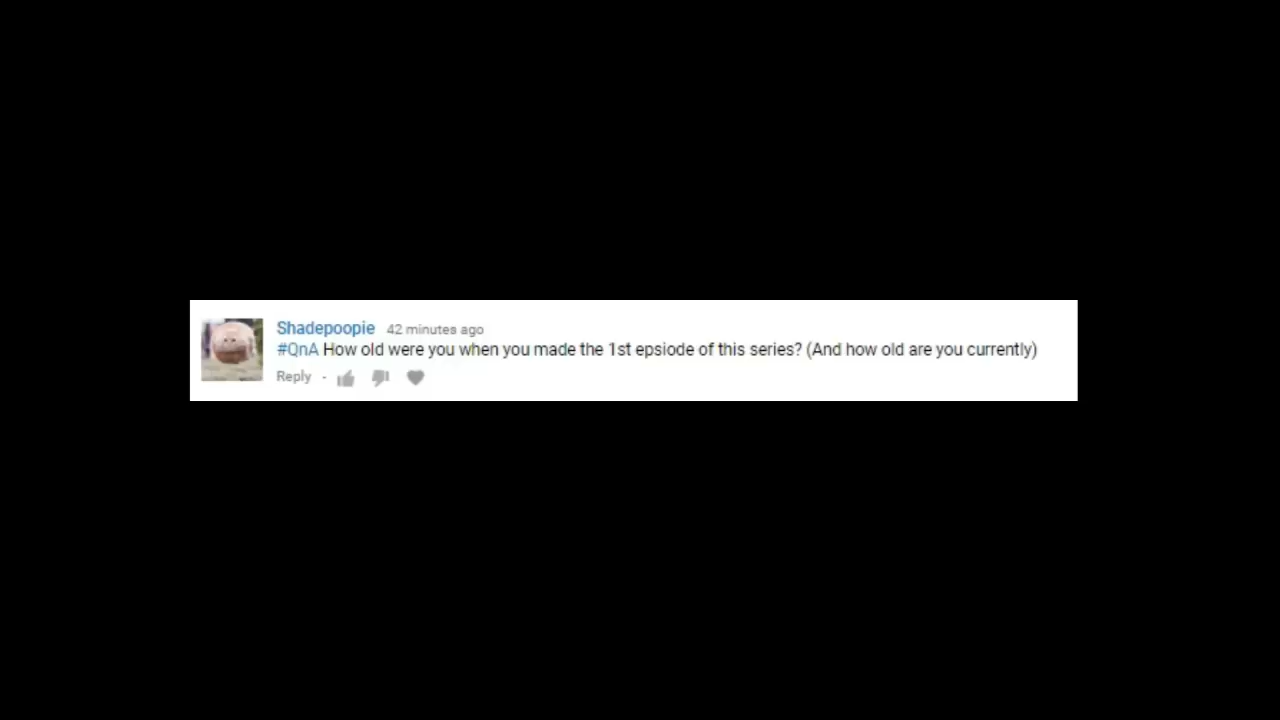 Shadepoopie 42 minutes ago
#QnA How old were you when you made the 1st epsiode of this series? (And how old are you currently)
Reply -